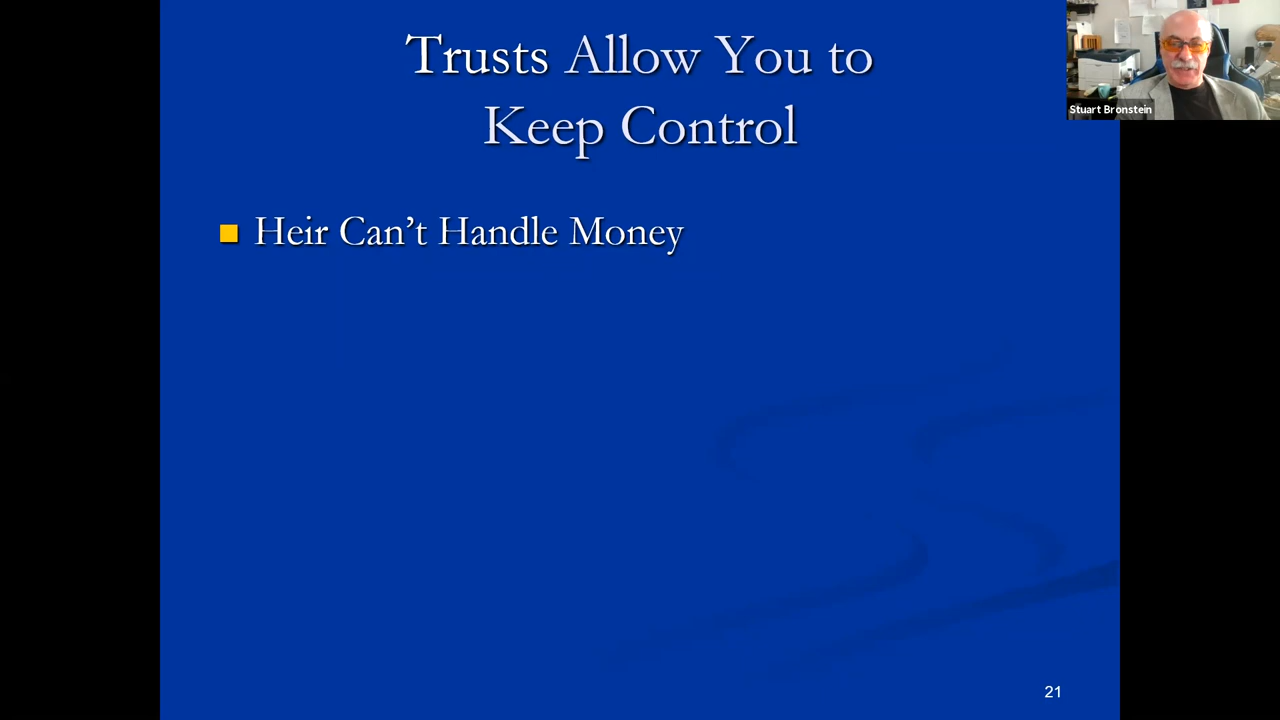 Trusts Allow You to
Keep Control
Stuart Bronstein
Heir Can’t Handle Money
21